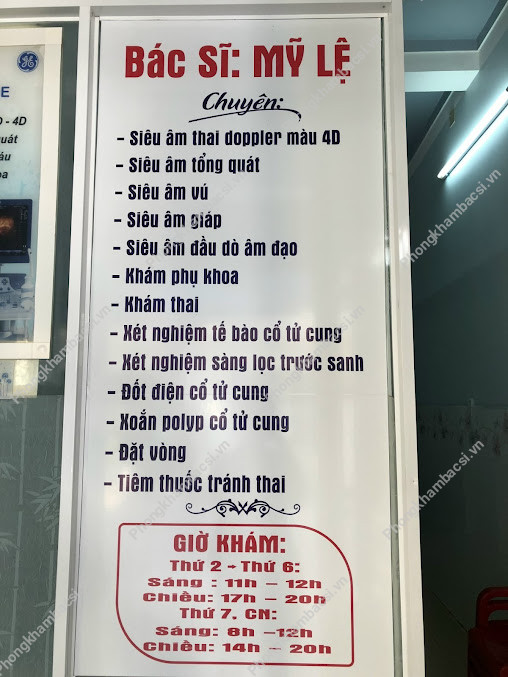 Bác Sĩ: MỸ LỆ
Chuyên:
- Siêu âm thai doppler màu 4D
- Siêu âm tổng quát
- Siêu âm vú
- Siêu âm giáp
- Siêu âm đầu dò âm đạo
- Khám phụ khoa
- Khám thai
- Xét nghiệm tế bào cổ tử cung
- Xét nghiệm sàng lọc trước sanh
- Đốt điện cổ tử cung
- Xoắn polyp cổ tử cung
- Đặt vòng
- Tiêm thuốc tránh thai
GIỜ KHÁM:
Thứ 2 - Thứ 6:
Sáng : 11h - 12h
Chiều: 17h - 20h
Thứ 7. CN:
Sáng: 8h -12h
Chiều: 14h - 20h
GE
E
- 4D
quát
Phongkhambacsi.vn